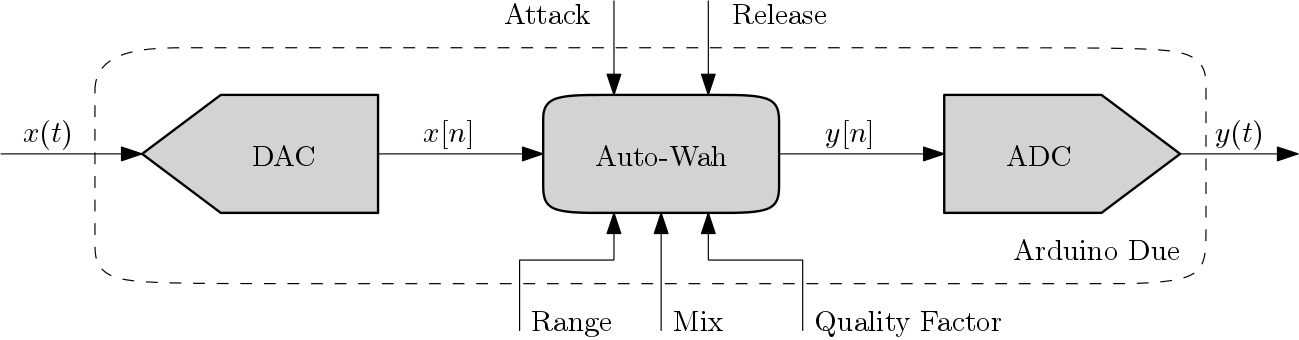 Attack
Release
x(t)
DAC
x[n]
Auto-Wah
y[n]
ADC
y(t)
Arduino Due
Range
Mix
Quality Factor